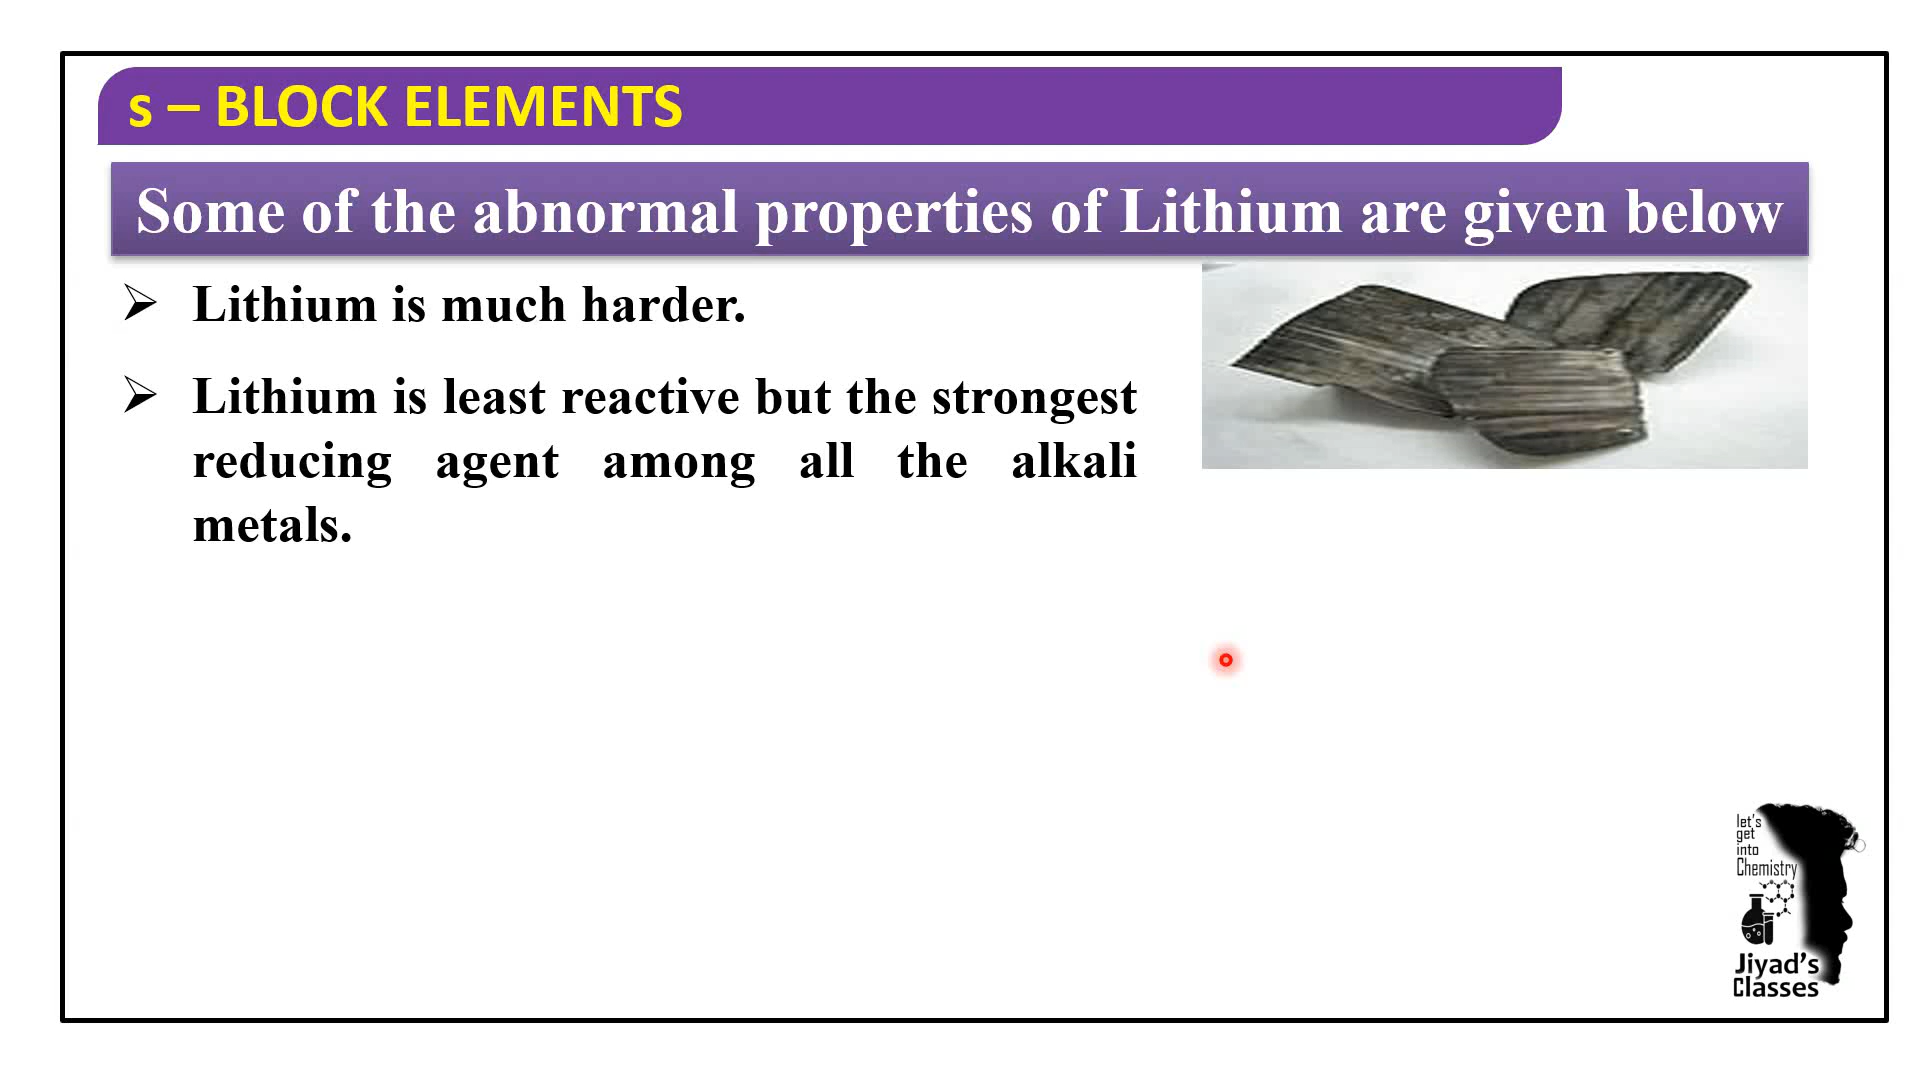 s – BLOCK ELEMENTS
Some of the abnormal properties of Lithium are given below
➢ Lithium is much harder.
➢ Lithium is least reactive but the strongest
reducing agent among all the alkali
metals.
let's
get
into
Chemistry
Jiyad's
Classes